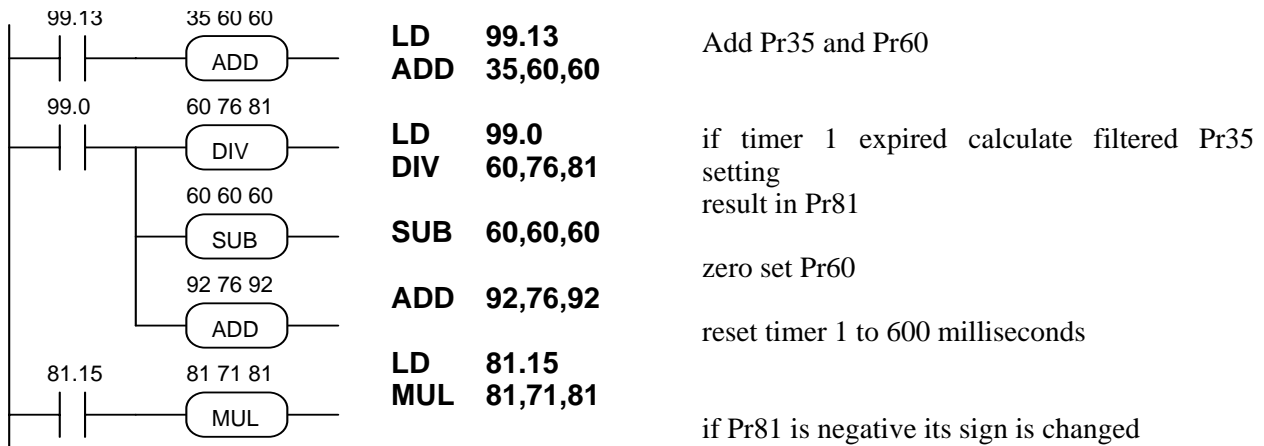 99.13 35 60 60
ADD
99.0 60 76 81
DIV
60 60 60
SUB
92 76 92
ADD
81.15 81 71 81
MUL
LD 99.13
ADD 35,60,60
LD 99.0
DIV 60,76,81
SUB 60,60,60
ADD 92,76,92
LD 81.15
MUL 81,71,81
Add Pr35 and Pr60
if timer 1 expired calculate filtered Pr35
setting
result in Pr81
zero set Pr60
reset timer 1 to 600 milliseconds
if Pr81 is negative its sign is changed